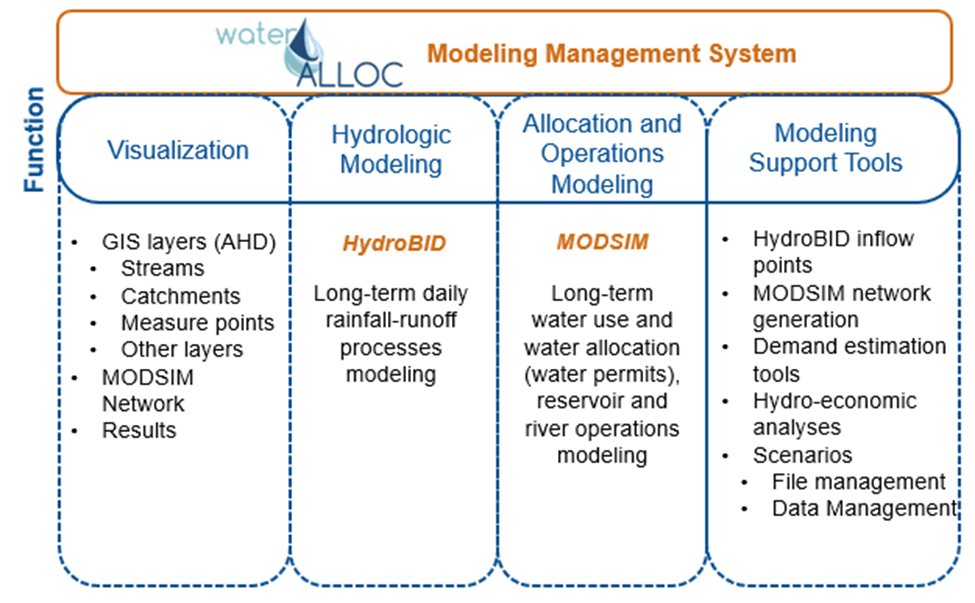 water
ALLOC
Modeling Management System
Function
Visualization
Hydrologic
Modeling
Allocation and
Operations
Modeling
Modeling
Support Tools
• GIS layers (AHD)
• Streams
• Catchments
• Measure points
• Other layers
• MODSIM
Network
• Results
HydroBID
Long-term daily
rainfall-runoff
processes
modeling
MODSIM
Long-term
water use and
water allocation
(water permits),
reservoir and
river operations
modeling
• HydroBID inflow
points
• MODSIM network
generation
• Demand estimation
tools
• Hydro-economic
analyses
• Scenarios
• File management
• Data Management